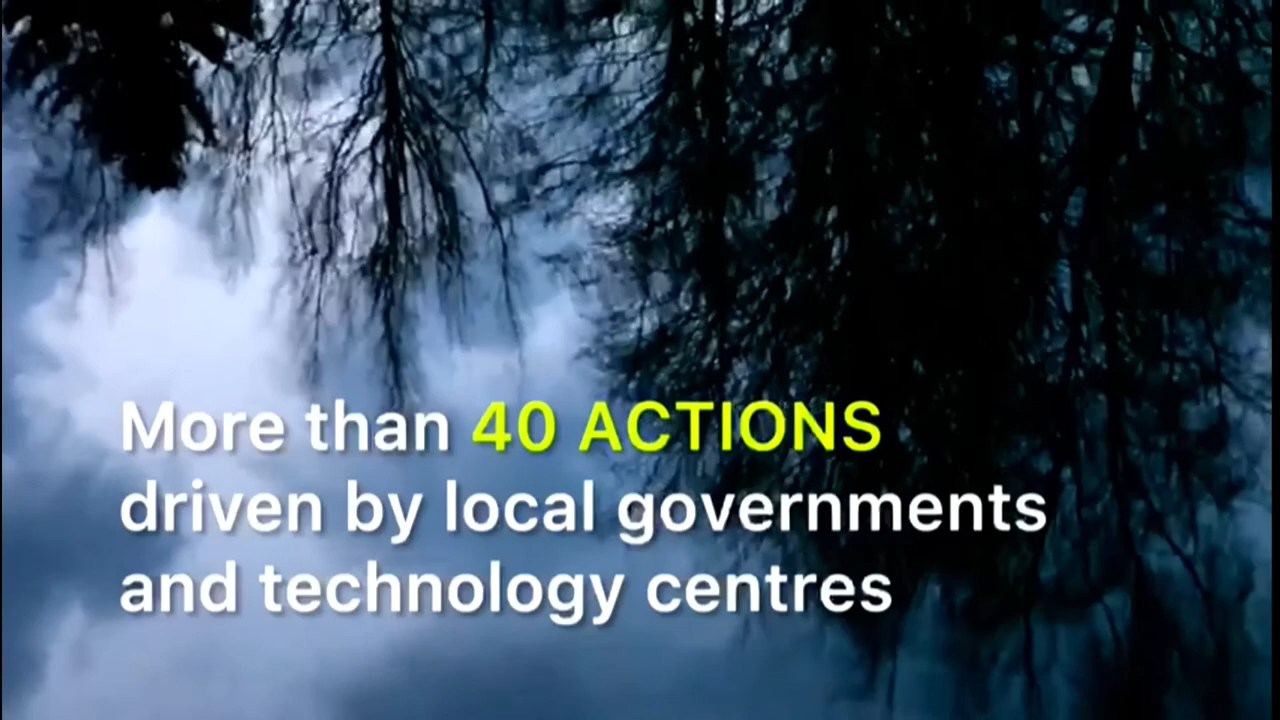 More than 40 ACTIONS
driven by local governments
and technology centres